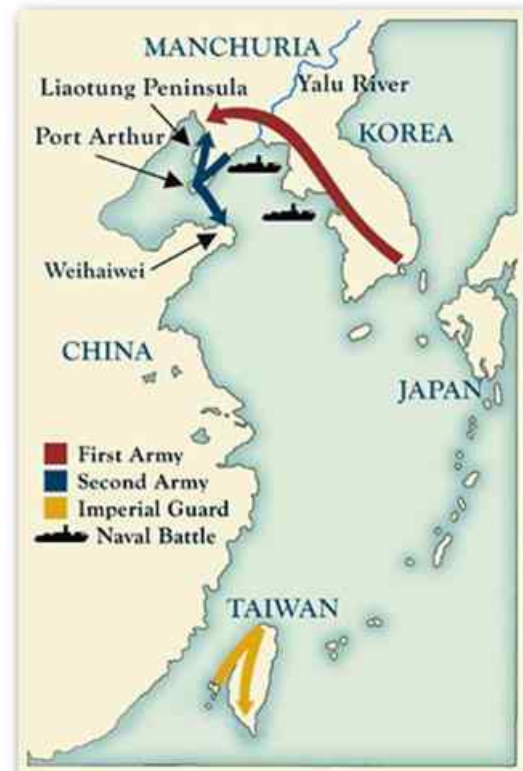 MANCHURIA
Liaotung Peninsula
Yalu River
Port Arthur
KOREA
Weihaiwei
CHINA
JAPAN
First Army
Second Army
Imperial Guard
Naval Battle
TAIWAN